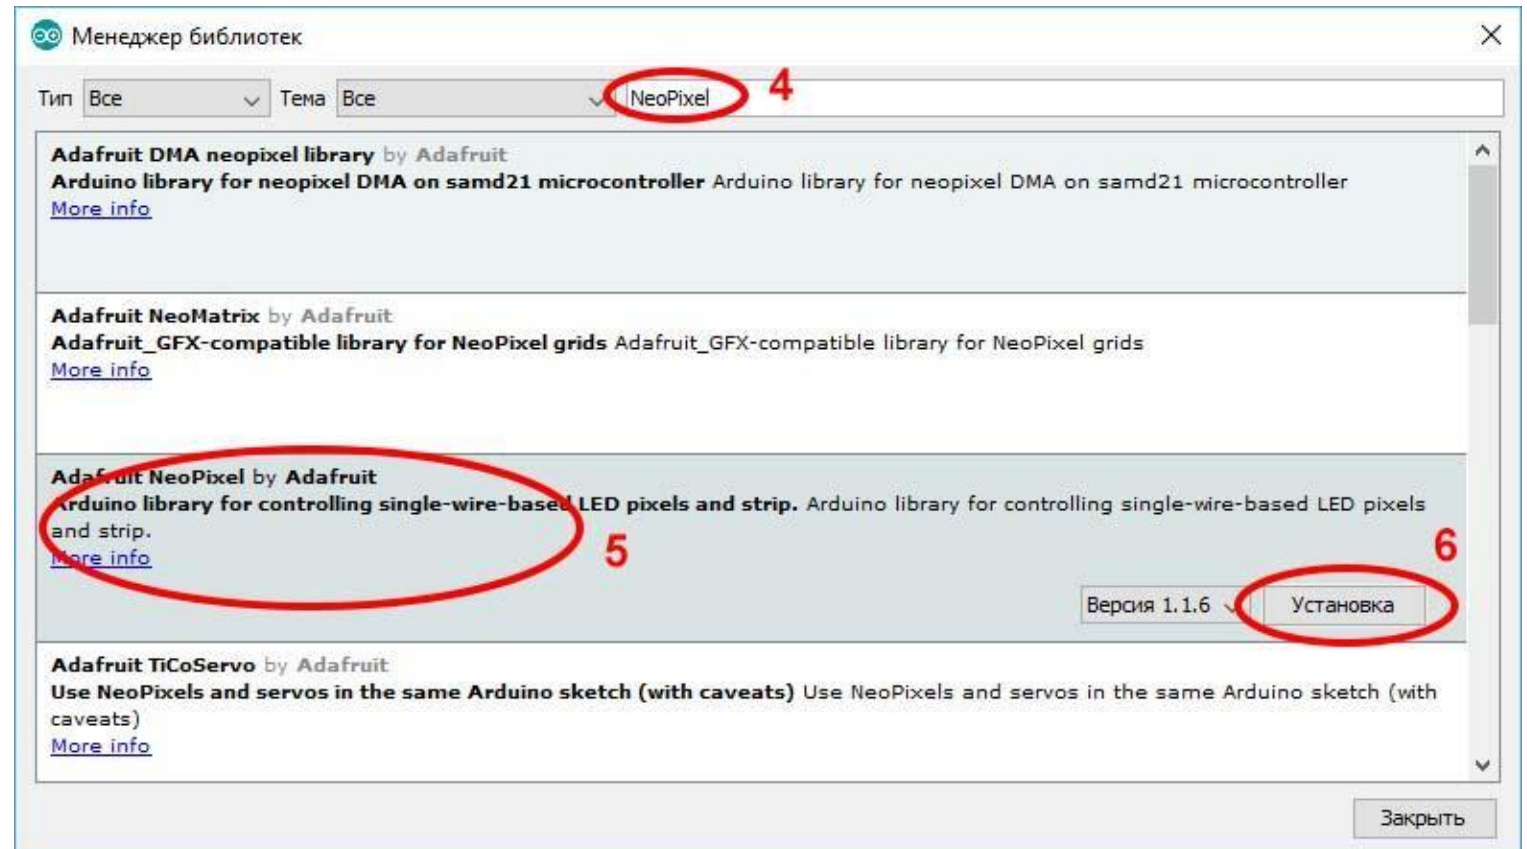 Менеджер библиотек
Тип Все Тема Все NeoPixel 4
Adafruit DMA neopixel library by Adafruit
Arduino library for neopixel DMA on samd21 microcontroller Arduino library for neopixel DMA on samd21 microcontroller
More info
Adafruit NeoMatrix by Adafruit
Adafruit_GFX-compatible library for NeoPixel grids Adafruit_GFX-compatible library for NeoPixel grids
More info
Adafruit NeoPixel by Adafruit
Arduino library for controlling single-wire-based LED pixels and strip. Arduino library for controlling single-wire-based LED pixels
and strip.
More info
5
6
Версия 1.1.6 Установка
Adafruit TiCoServo by Adafruit
Use NeoPixels and servos in the same Arduino sketch (with caveats) Use NeoPixels and servos in the same Arduino sketch (with
caveats)
More info
Закрыть